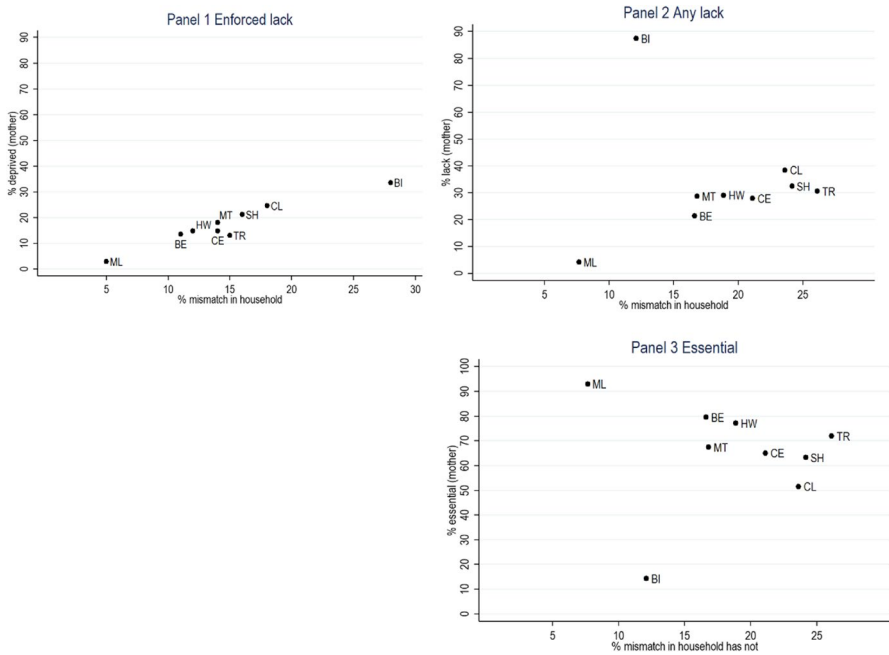 Panel 1 Enforced lack
% deprived (mother)
90
80
70
60
50
40
30
20
10
0
BI
CL
SH
MT
HW
BE
CE
TR
ML
5
10
15
20
25
30
% mismatch in household
Panel 2 Any lack
% lack (mother)
90
80
70
60
50
40
30
20
10
0
BI
CL
SH
TR
MT
HW
CE
BE
ML
5
10
15
20
25
% mismatch in household
Panel 3 Essential
% essential (mother)
100
90
80
70
60
50
40
30
20
10
0
ML
BE
HW
TR
MT
CE
SH
CL
BI
5
10
15
20
25
% mismatch in household has not